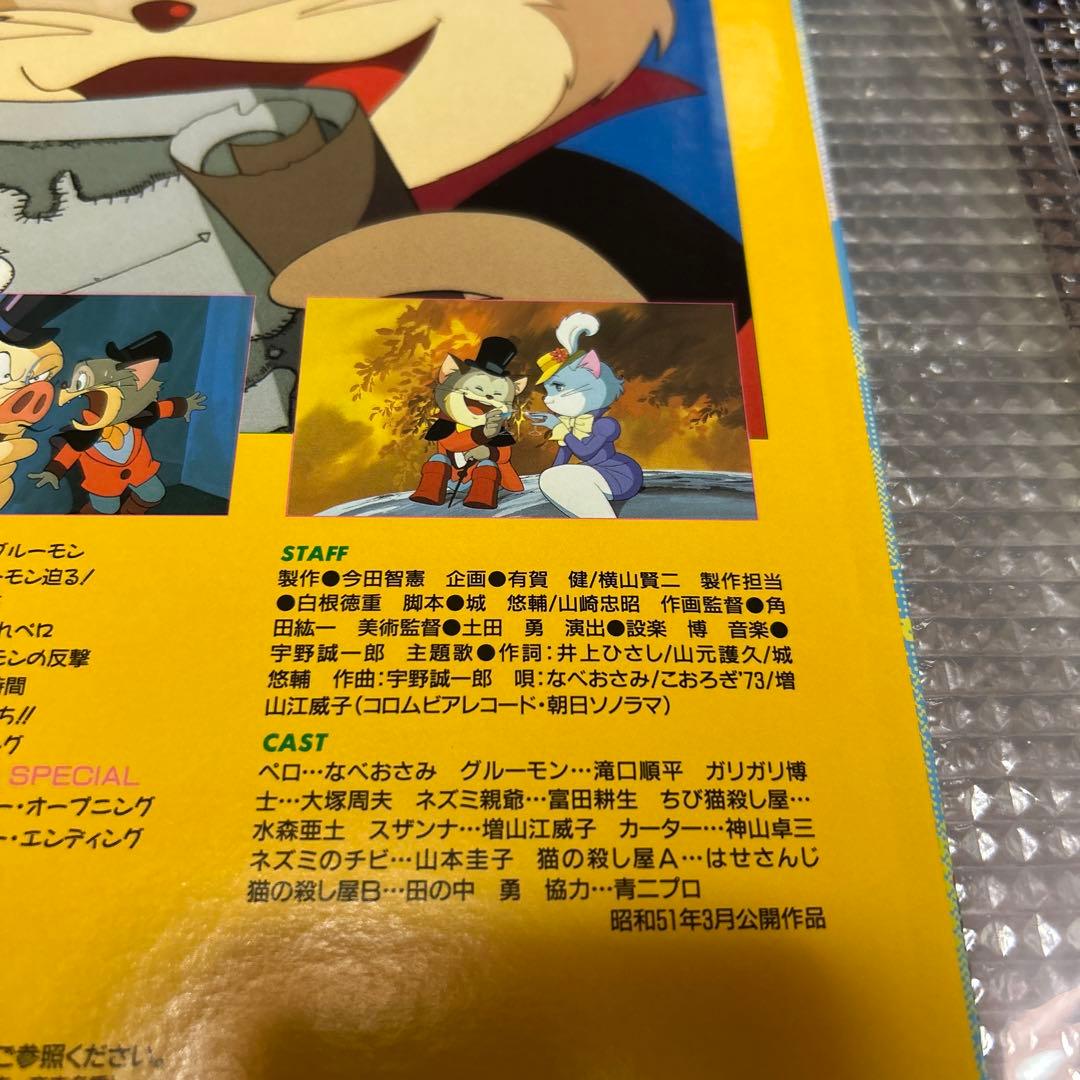 グルーモン
ーモン迫る!
れペロ
モンの反撃
時間
ち!!
グ
SPECIAL
ー・オープニング
ー・エンディング
ご参照ください。
STAFF
製作●今田智憲　企画●有賀　健/横山賢二　製作担当
●白根徳重　脚本●城　悠輔/山崎忠昭　作画監督●角
田紘一　美術監督●土田　勇　演出●設楽　博　音楽●
宇野誠一郎　主題歌●作詞:井上ひさし/山元護久/城
悠輔　作曲:宇野誠一郎　唄:なべおさみ/こおろぎ'73/増
山江威子(コロムビアレコード・朝日ソノラマ)
CAST
ペロ…なべおさみ　グルーモン…滝口順平　ガリガリ博
士…大塚周夫　ネズミ親爺…富田耕生　ちび猫殺し屋…
水森亜土　スザンナ…増山江威子　カーター…神山卓三
ネズミのチビ…山本圭子　猫の殺し屋A…はせさんじ
猫の殺し屋B…田の中　勇　協力…青二プロ
昭和51年3月公開作品